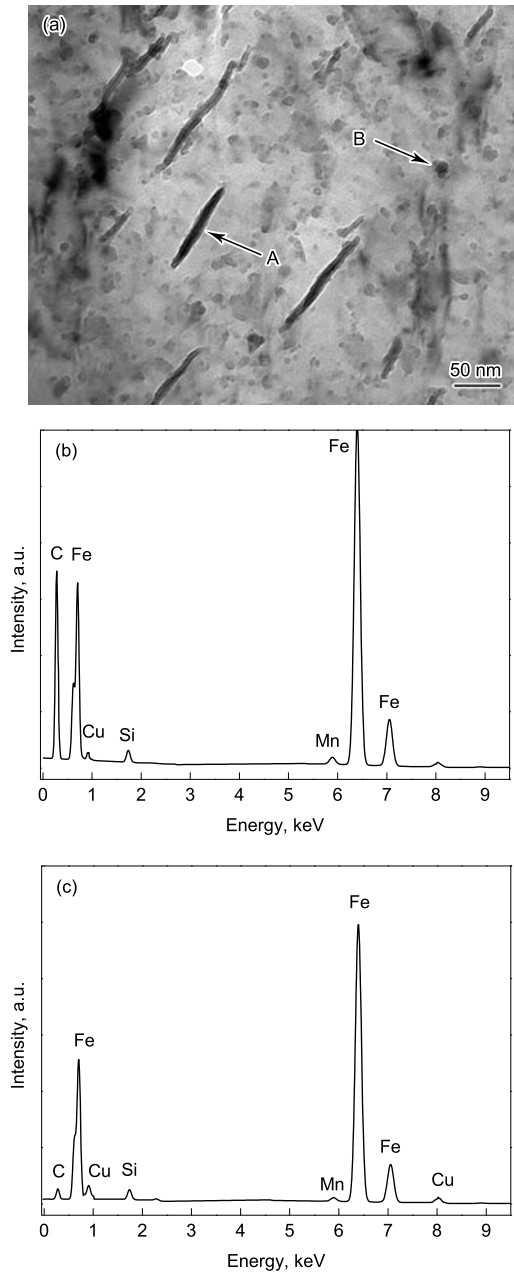 (a)
B
A
50 nm
(b)
Fe
C Fe
Cu Si
Mn
Fe
Intensity, a.u.
0 1 2 3 4 5 6 7 8 9
Energy, keV
(c)
Fe
Fe
C
Cu
Si
Mn
Fe
Cu
Intensity, a.u.
0 1 2 3 4 5 6 7 8 9
Energy, keV